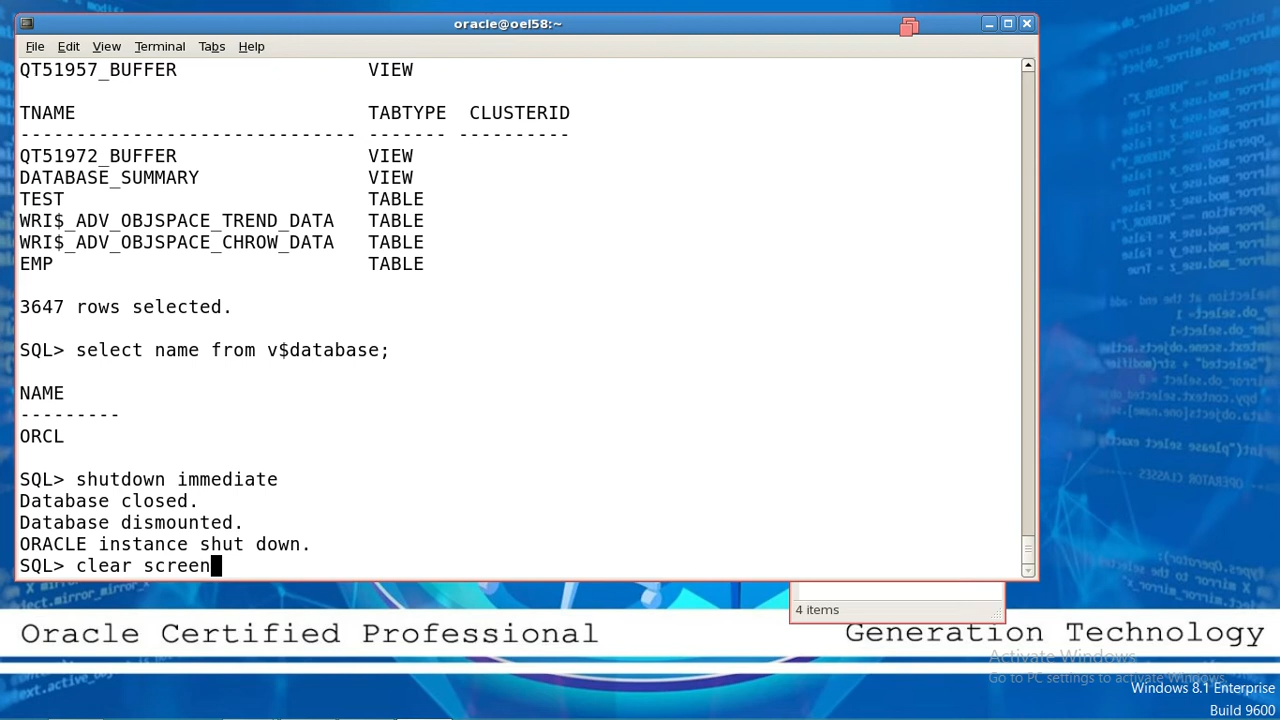 oracle@oel58:~
File Edit View Terminal Tabs Help
QT51957_BUFFER VIEW
TNAME TABTYPE CLUSTERID
------------------------------ ------- ----------
QT51972_BUFFER VIEW
DATABASE_SUMMARY VIEW
TEST TABLE
WRI$_ADV_OBJSPACE_TREND_DATA TABLE
WRI$_ADV_OBJSPACE_CHROW_DATA TABLE
EMP TABLE
3647 rows selected.
SQL> select name from v$database;
NAME
---------
ORCL
SQL> shutdown immediate
Database closed.
Database dismounted.
ORACLE instance shut down.
SQL> clear screen
4 items
Oracle Certified Professional
Generation Technology
Activate Windows
Go to PC settings to activate Windows.
Windows 8.1 Enterprise
Build 9600